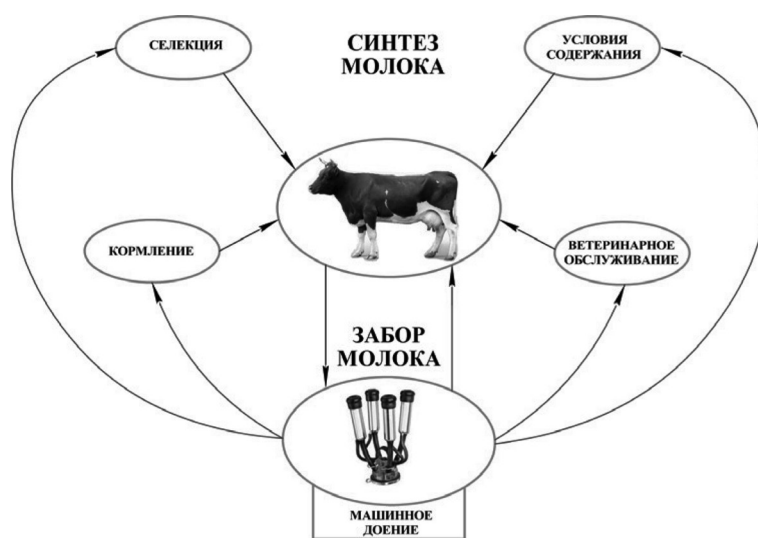 СЕЛЕКЦИЯ
СИНТЕЗ
МОЛОКА
УСЛОВИЯ
СОДЕРЖАНИЯ
КОРМЛЕНИЕ
ВЕТЕРИНАРНОЕ
ОБСЛУЖИВАНИЕ
ЗАБОР
МОЛОКА
МАШИННОЕ
ДОЕНИЕ